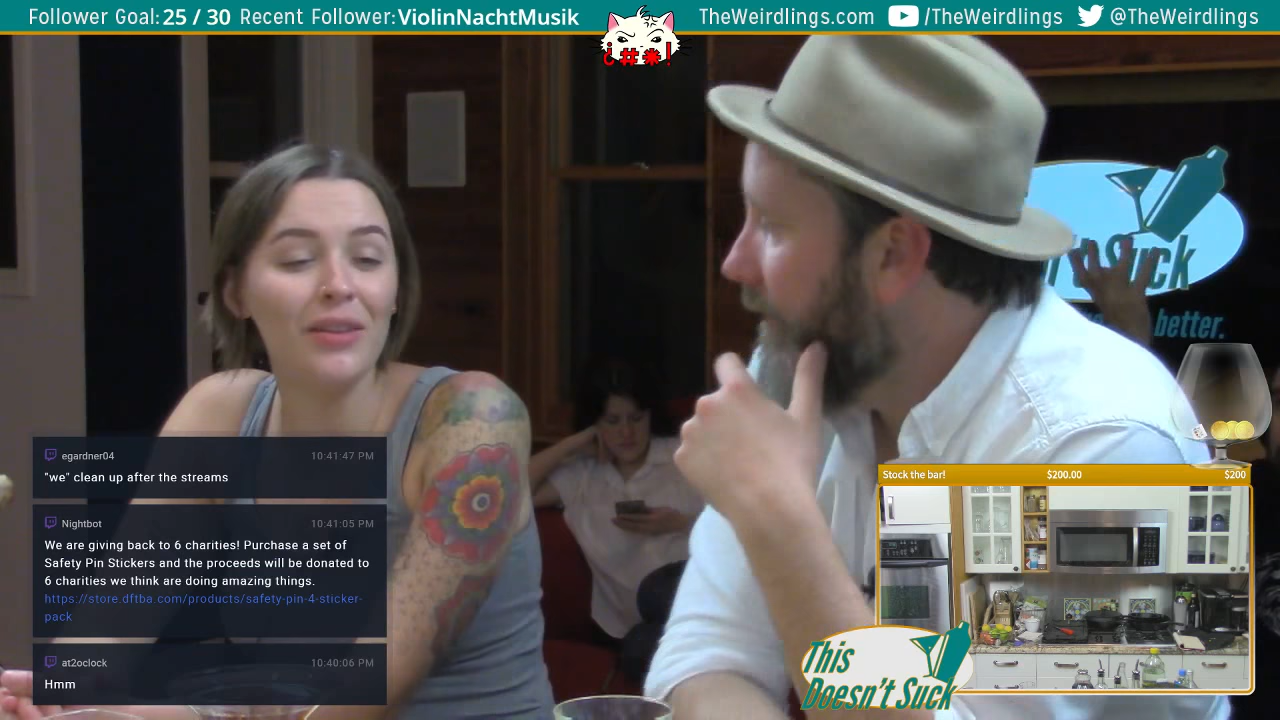 Follower Goal: 25 / 30 Recent Follower: ViolinNachtMusik
¿#*!
TheWeirdlings.com /TheWeirdlings @TheWeirdlings
Suck
better.
egardner04 10:41:47 PM
"we" clean up after the streams
Nightbot 10:41:05 PM
We are giving back to 6 charities! Purchase a set of
Safety Pin Stickers and the proceeds will be donated to
6 charities we think are doing amazing things.
https://store.dftba.com/products/safety-pin-4-sticker-
pack
at2oclock 10:40:06 PM
Hmm
Stock the bar! $200.00 $200
This
Doesn't Suck